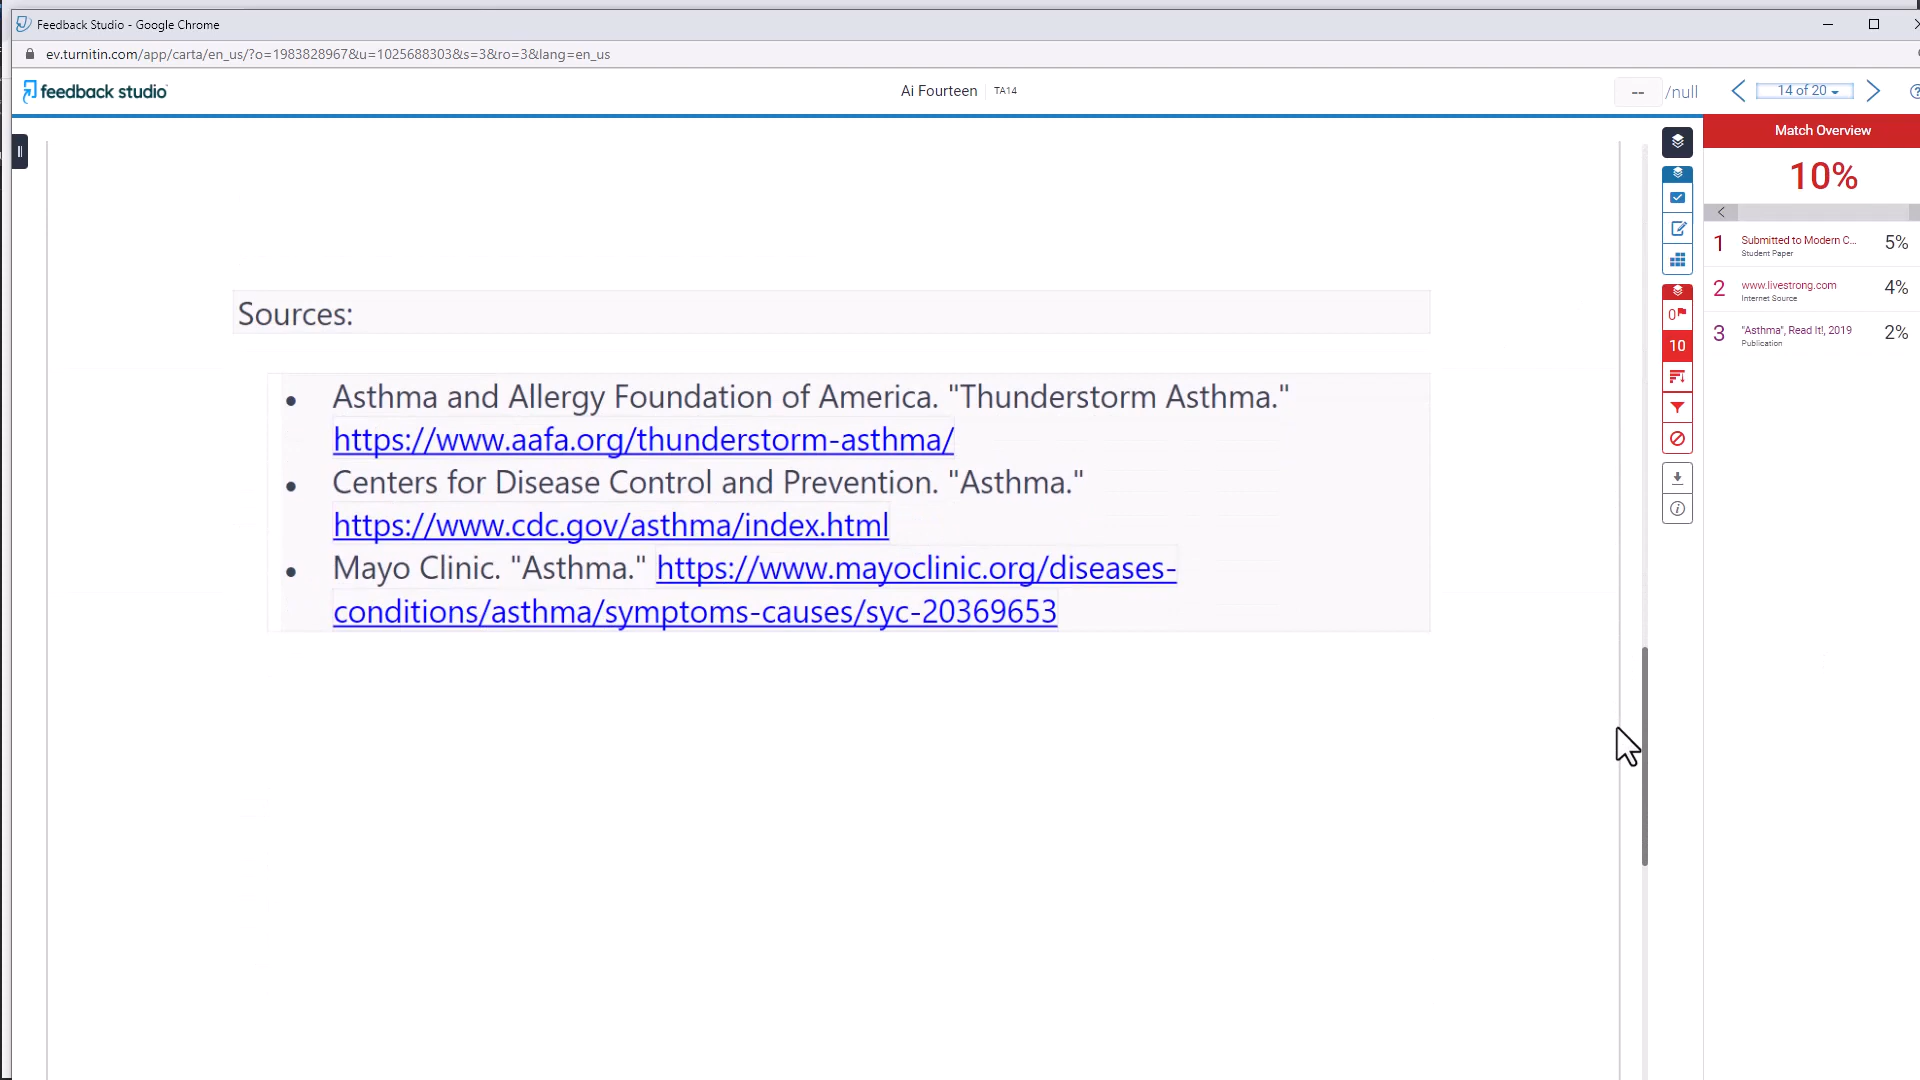 Feedback Studio - Google Chrome
ev.turnitin.com/app/carta/en_us/?o=1983828967&u=1025688303&s=3&ro=3&lang=en_us
feedback studio
Ai Fourteen TA14
-- /null
14 of 20
Match Overview
10%
1 Submitted to Modern C... 5%
Student Paper
2 www.livestrong.com 4%
Internet Source
3 "Asthma", Read It!, 2019 2%
Publication
0
10
Sources:
• Asthma and Allergy Foundation of America. "Thunderstorm Asthma."
https://www.aafa.org/thunderstorm-asthma/
• Centers for Disease Control and Prevention. "Asthma."
https://www.cdc.gov/asthma/index.html
• Mayo Clinic. "Asthma." https://www.mayoclinic.org/diseases-
conditions/asthma/symptoms-causes/syc-20369653